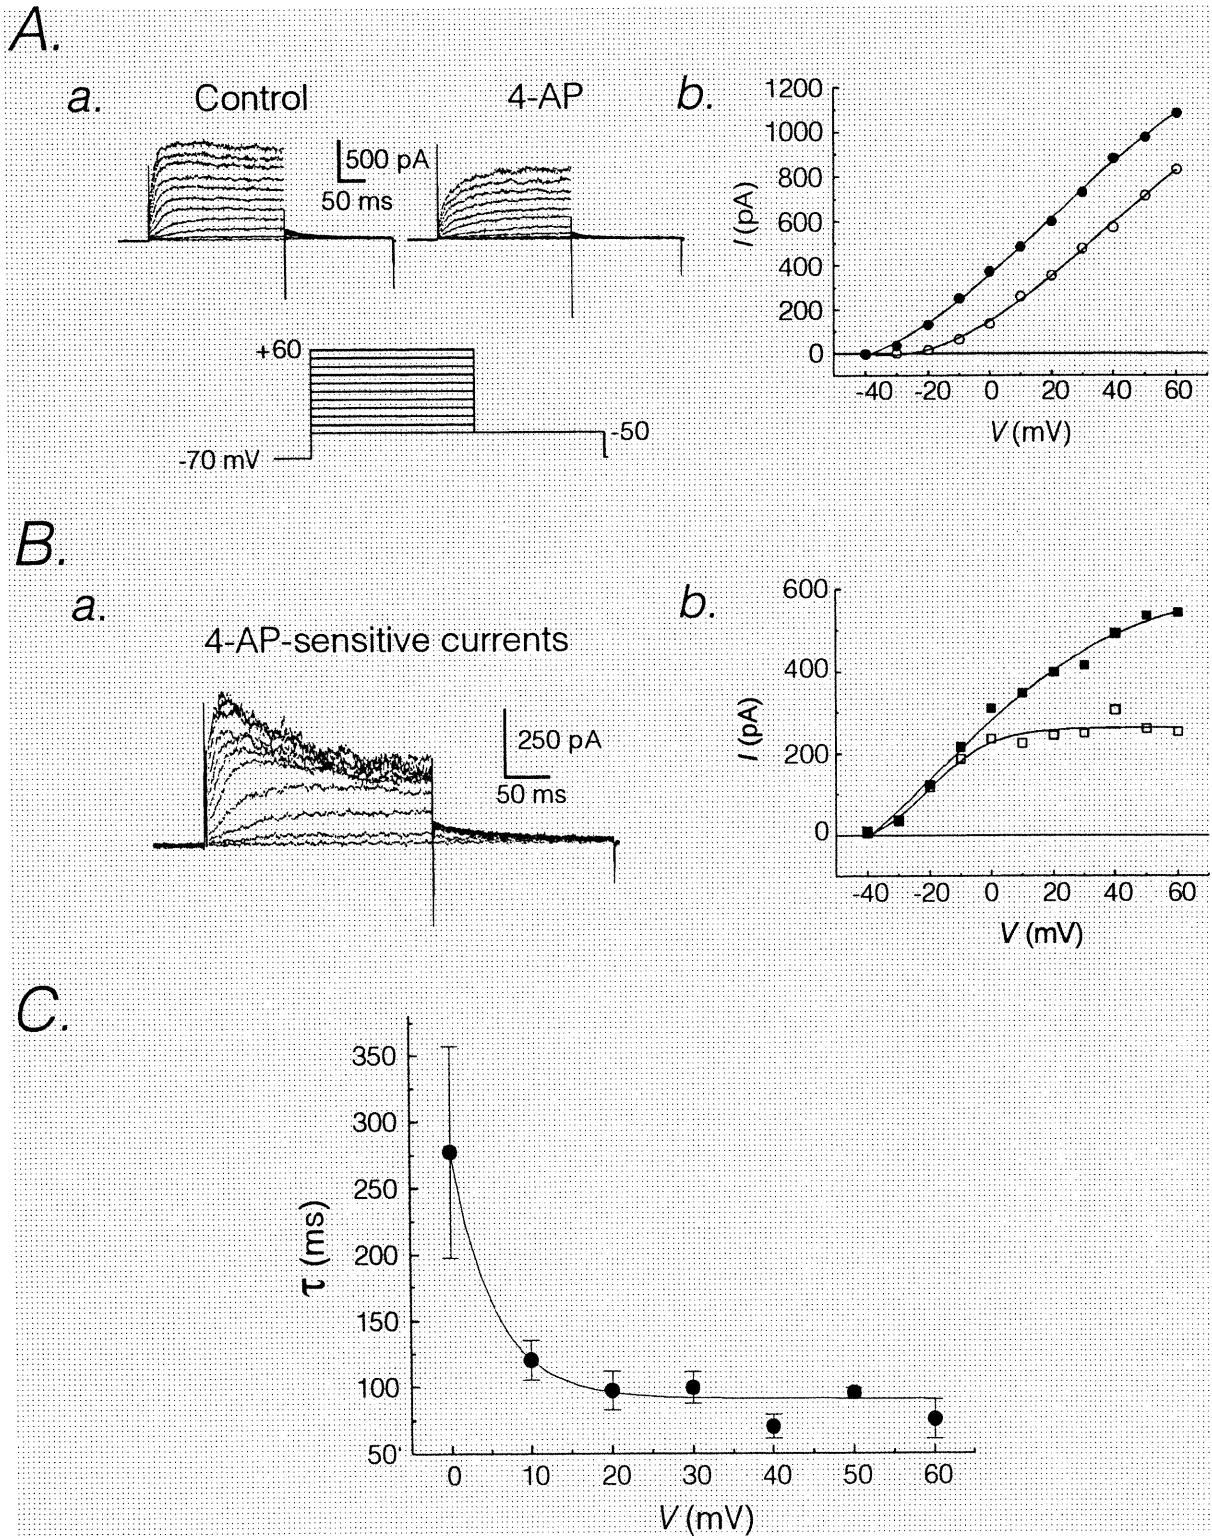 A.
a.
Control
4-AP
500 pA
50 ms
+60
-50
-70 mV
b.
1200
1000
800
600
400
200
0
I (pA)
-40 -20 0 20 40 60
V (mV)
B.
a.
4-AP-sensitive currents
250 pA
50 ms
b.
600
400
200
0
I (pA)
-40 -20 0 20 40 60
V (mV)
C.
350
300
250
200
150
100
50
τ (ms)
0 10 20 30 40 50 60
V (mV)